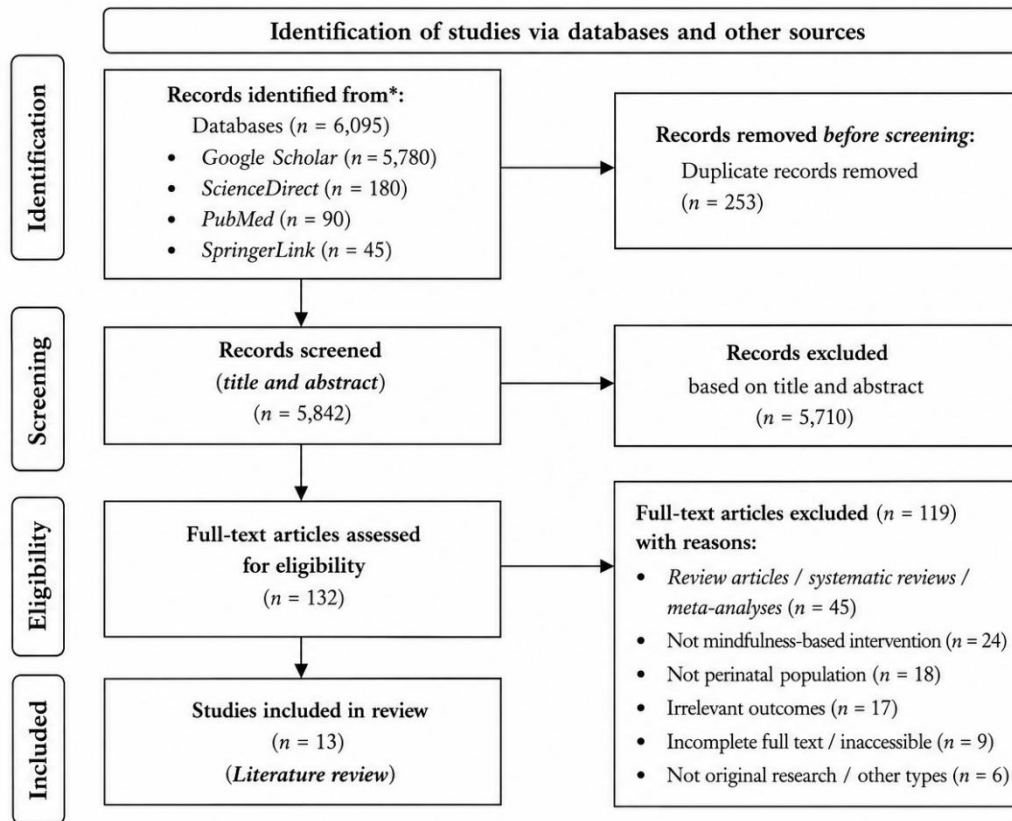 Identification of studies via databases and other sources
Identification
Records identified from*:
Databases (n = 6,095)
• Google Scholar (n = 5,780)
• ScienceDirect (n = 180)
• PubMed (n = 90)
• SpringerLink (n = 45)
Records removed before screening:
Duplicate records removed
(n = 253)
Screening
Records screened
(title and abstract)
(n = 5,842)
Records excluded
based on title and abstract
(n = 5,710)
Eligibility
Full-text articles assessed
for eligibility
(n = 132)
Full-text articles excluded (n = 119)
with reasons:
• Review articles / systematic reviews /
meta-analyses (n = 45)
• Not mindfulness-based intervention (n = 24)
• Not perinatal population (n = 18)
• Irrelevant outcomes (n = 17)
• Incomplete full text / inaccessible (n = 9)
• Not original research / other types (n = 6)
Included
Studies included in review
(n = 13)
(Literature review)